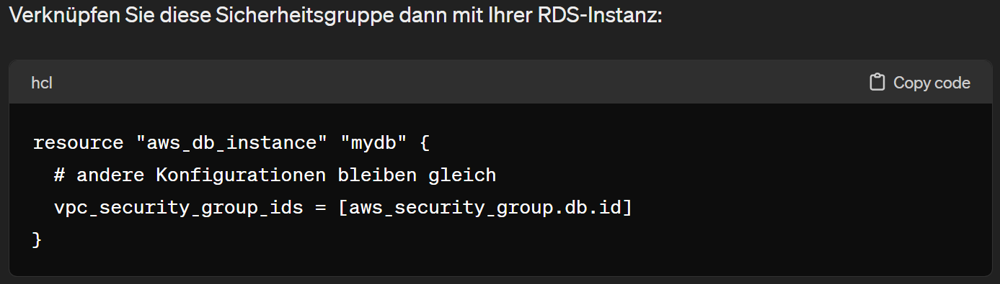 Verknüpfen Sie diese Sicherheitsgruppe dann mit Ihrer RDS-Instanz:
hcl
Copy code
resource "aws_db_instance" "mydb" {
  # andere Konfigurationen bleiben gleich
  vpc_security_group_ids = [aws_security_group.db.id]
}